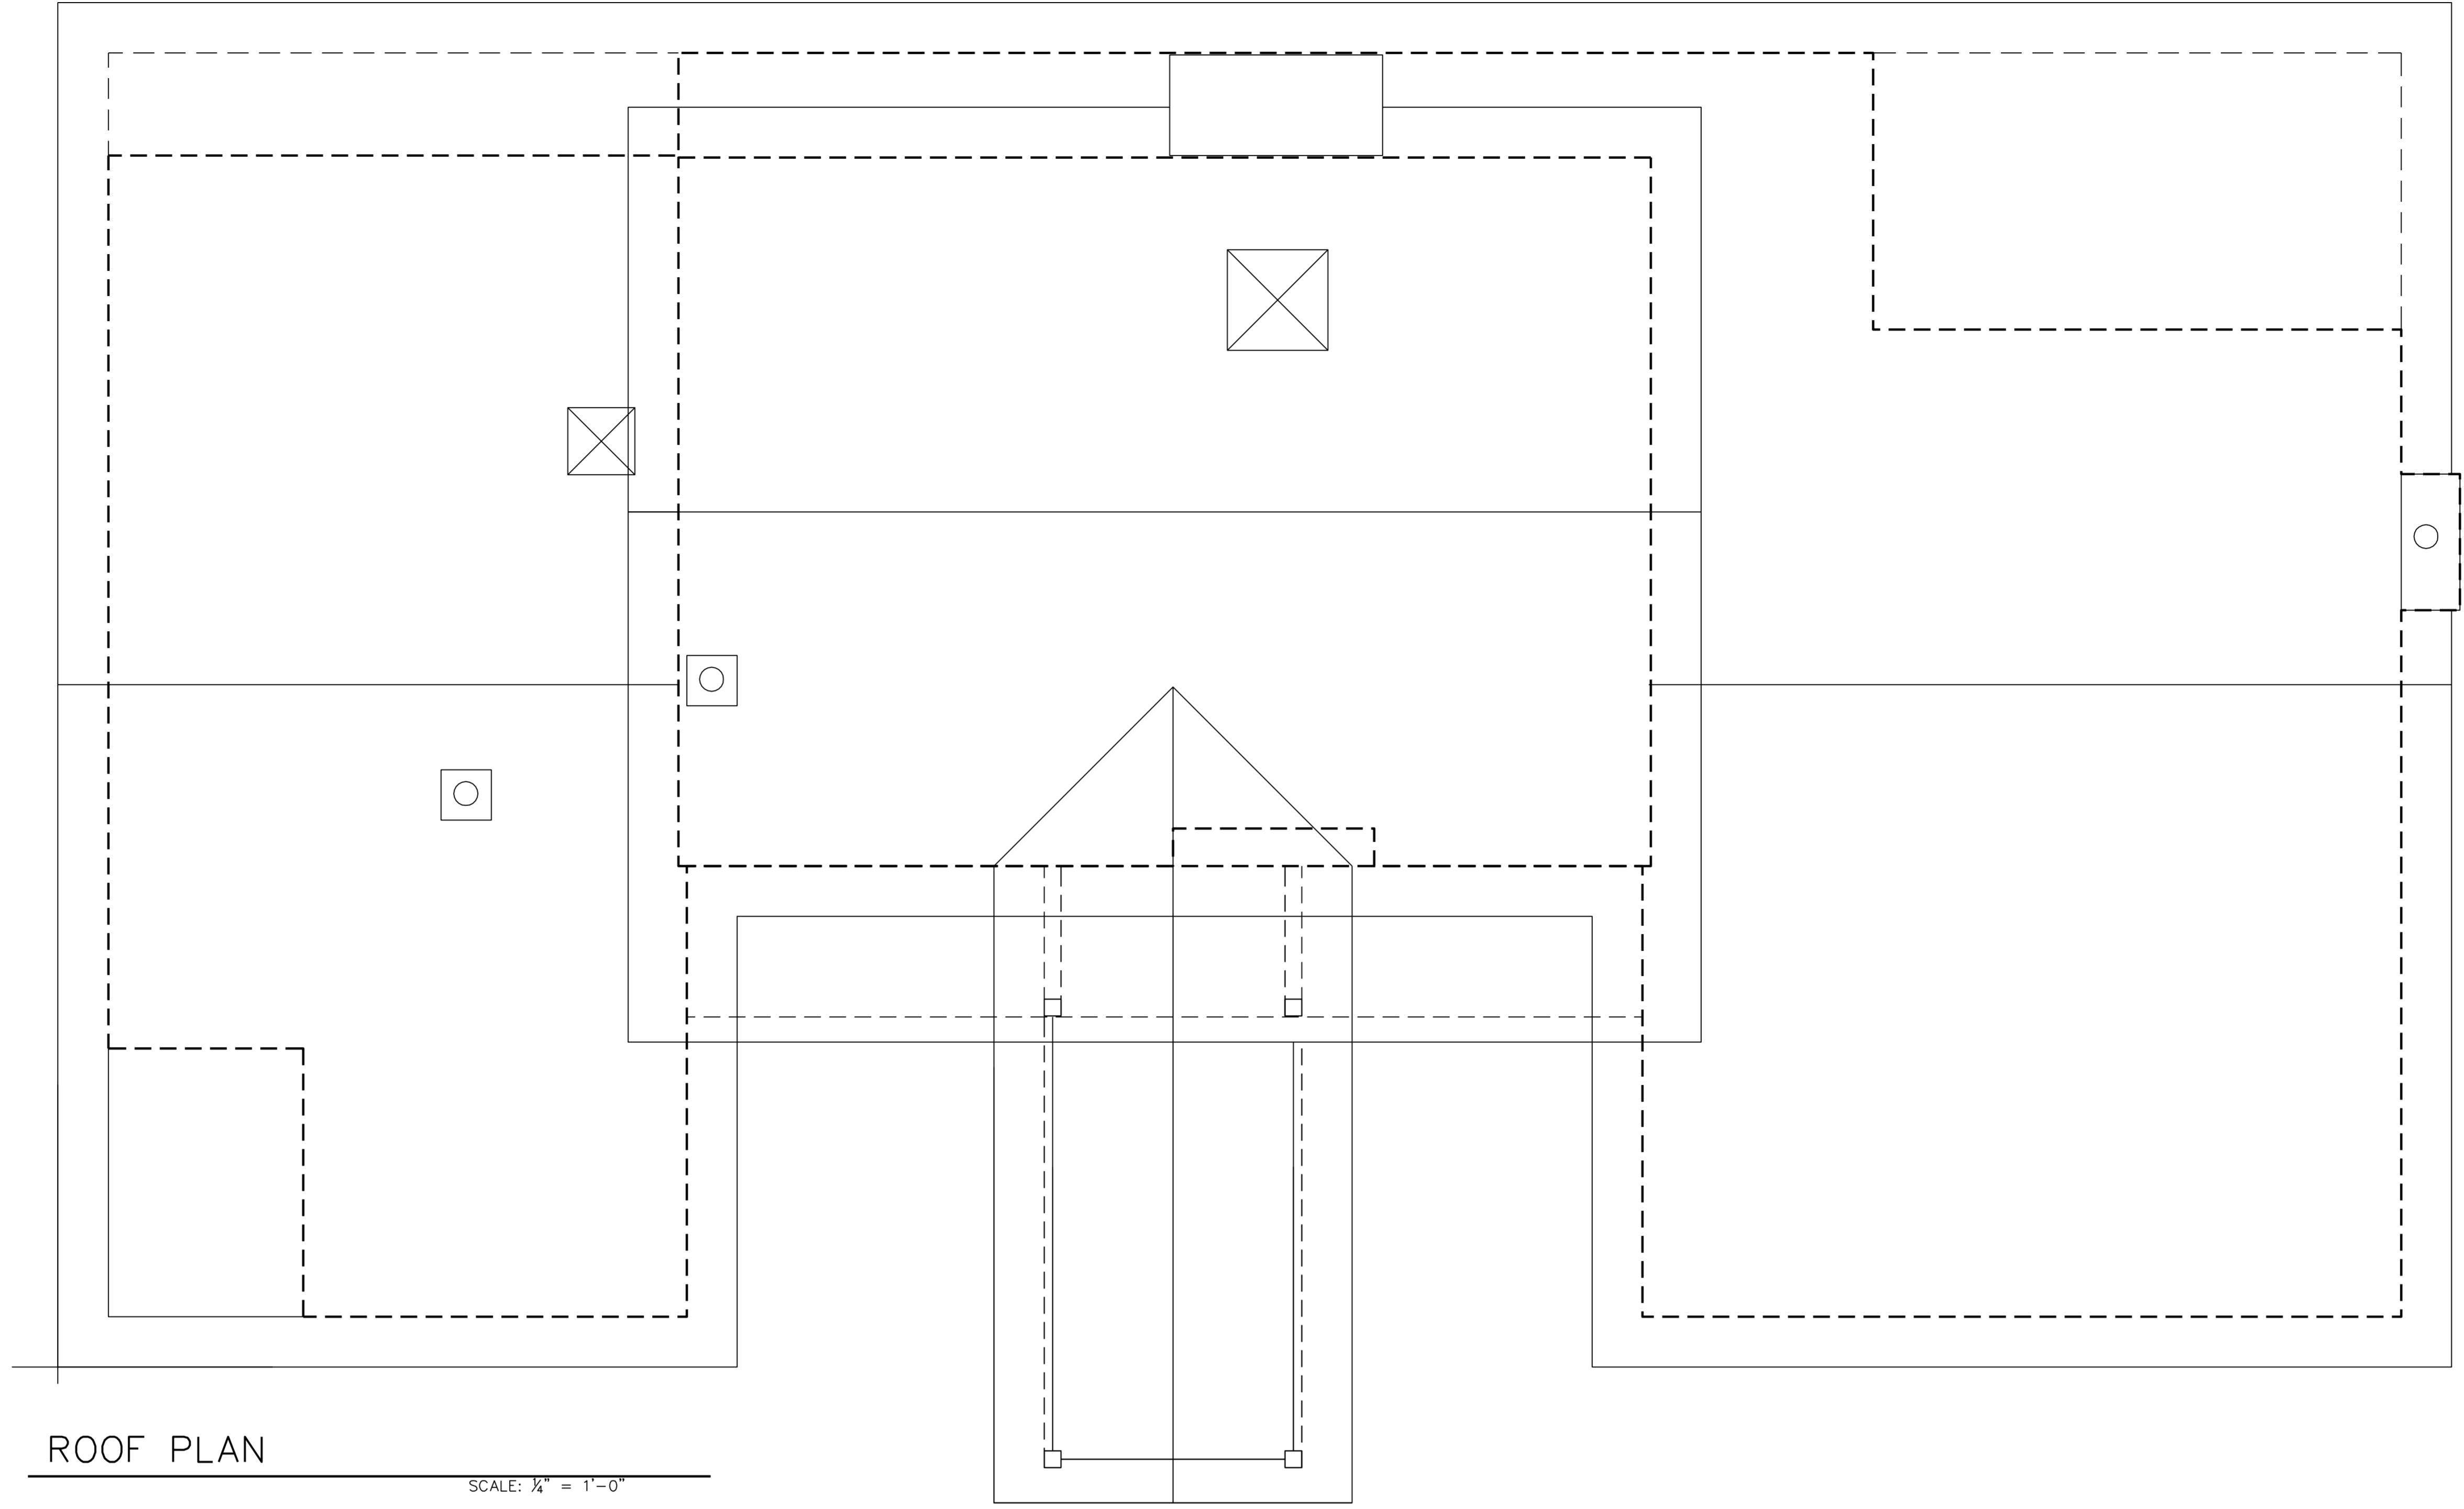 ROOF PLAN
SCALE: ¼" = 1'-0"